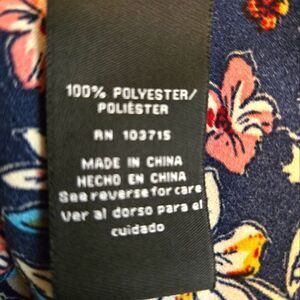 100% POLYESTER/
POLIÉSTER
RN 103715
MADE IN CHINA
HECHO EN CHINA
See reverse for care
Ver al dorso para el
cuidado